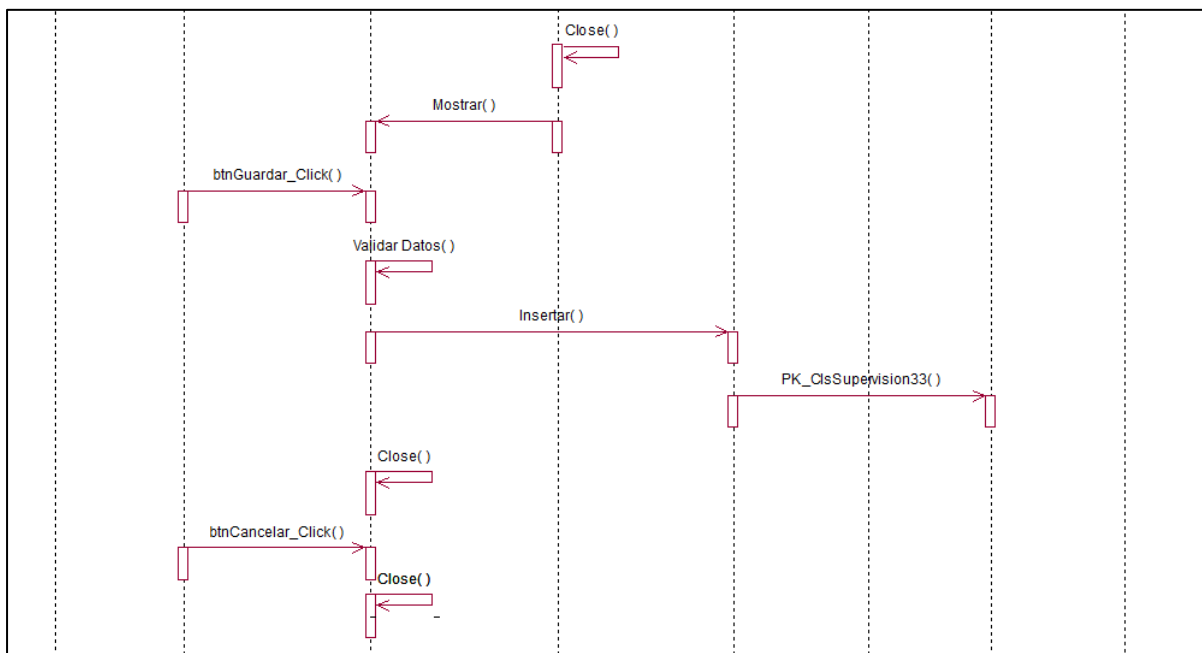 Close( )
Mostrar( )
btnGuardar_Click( )
Validar Datos( )
Insertar( )
PK_ClsSupervision33( )
Close( )
btnCancelar_Click( )
Close( )